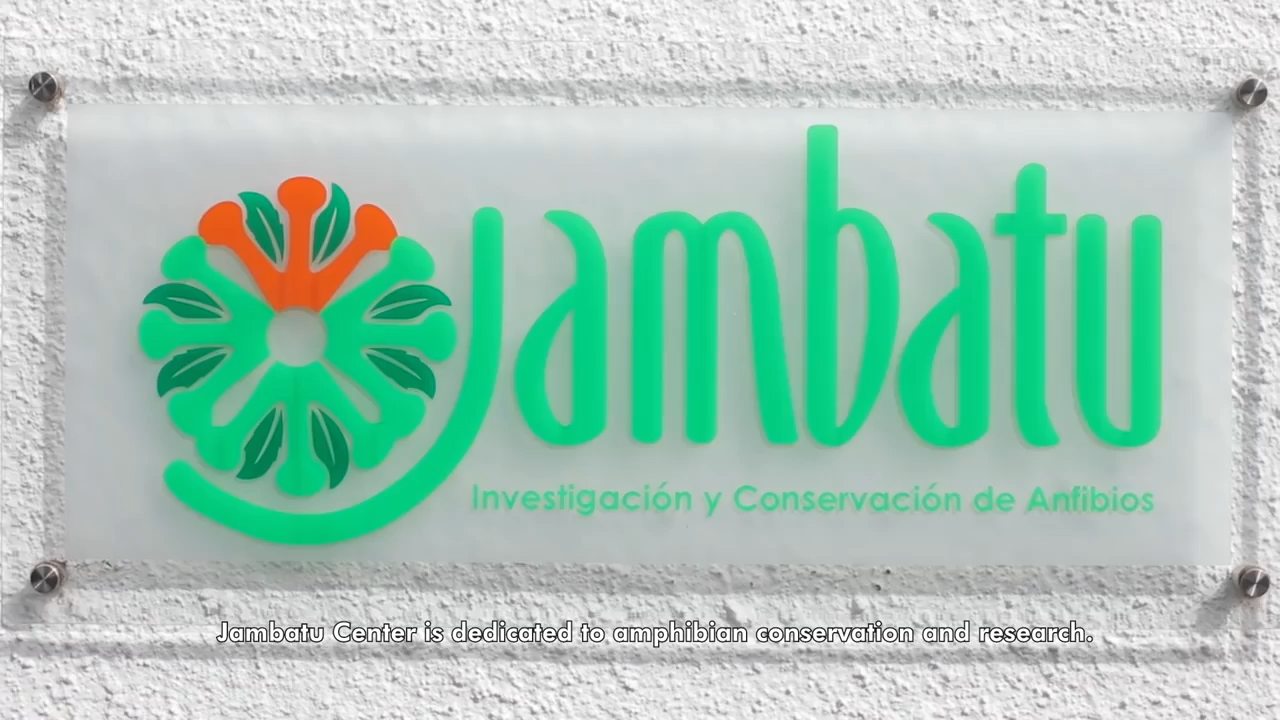 jambatu
Investigación y Conservación de Anfibios
Jambatu Center is dedicated to amphibian conservation and research.